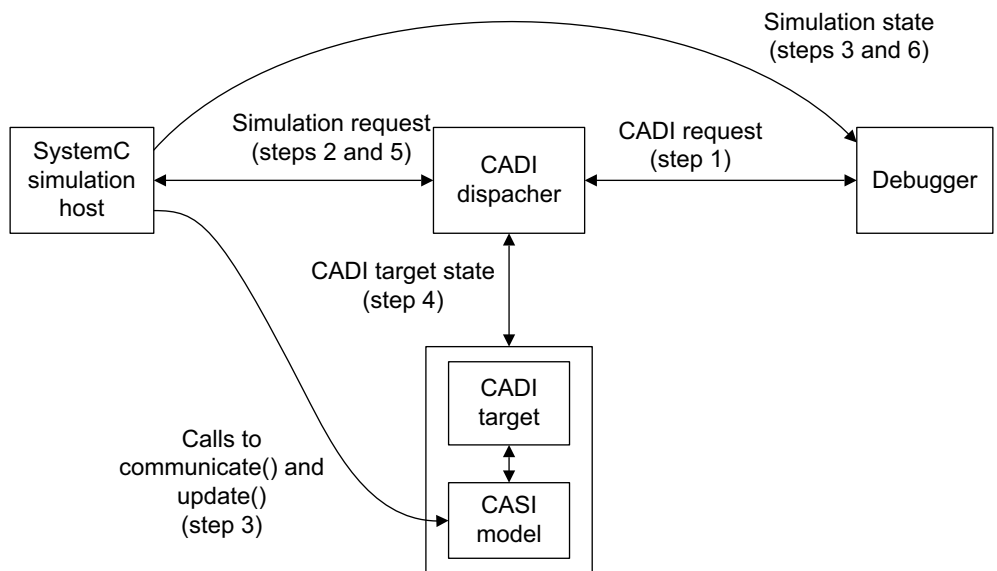 Simulation state
(steps 3 and 6)
SystemC
simulation
host
Simulation request
(steps 2 and 5)
CADI
dispacher
CADI request
(step 1)
Debugger
CADI target state
(step 4)
CADI
target
Calls to
communicate() and
update()
(step 3)
CASI
model